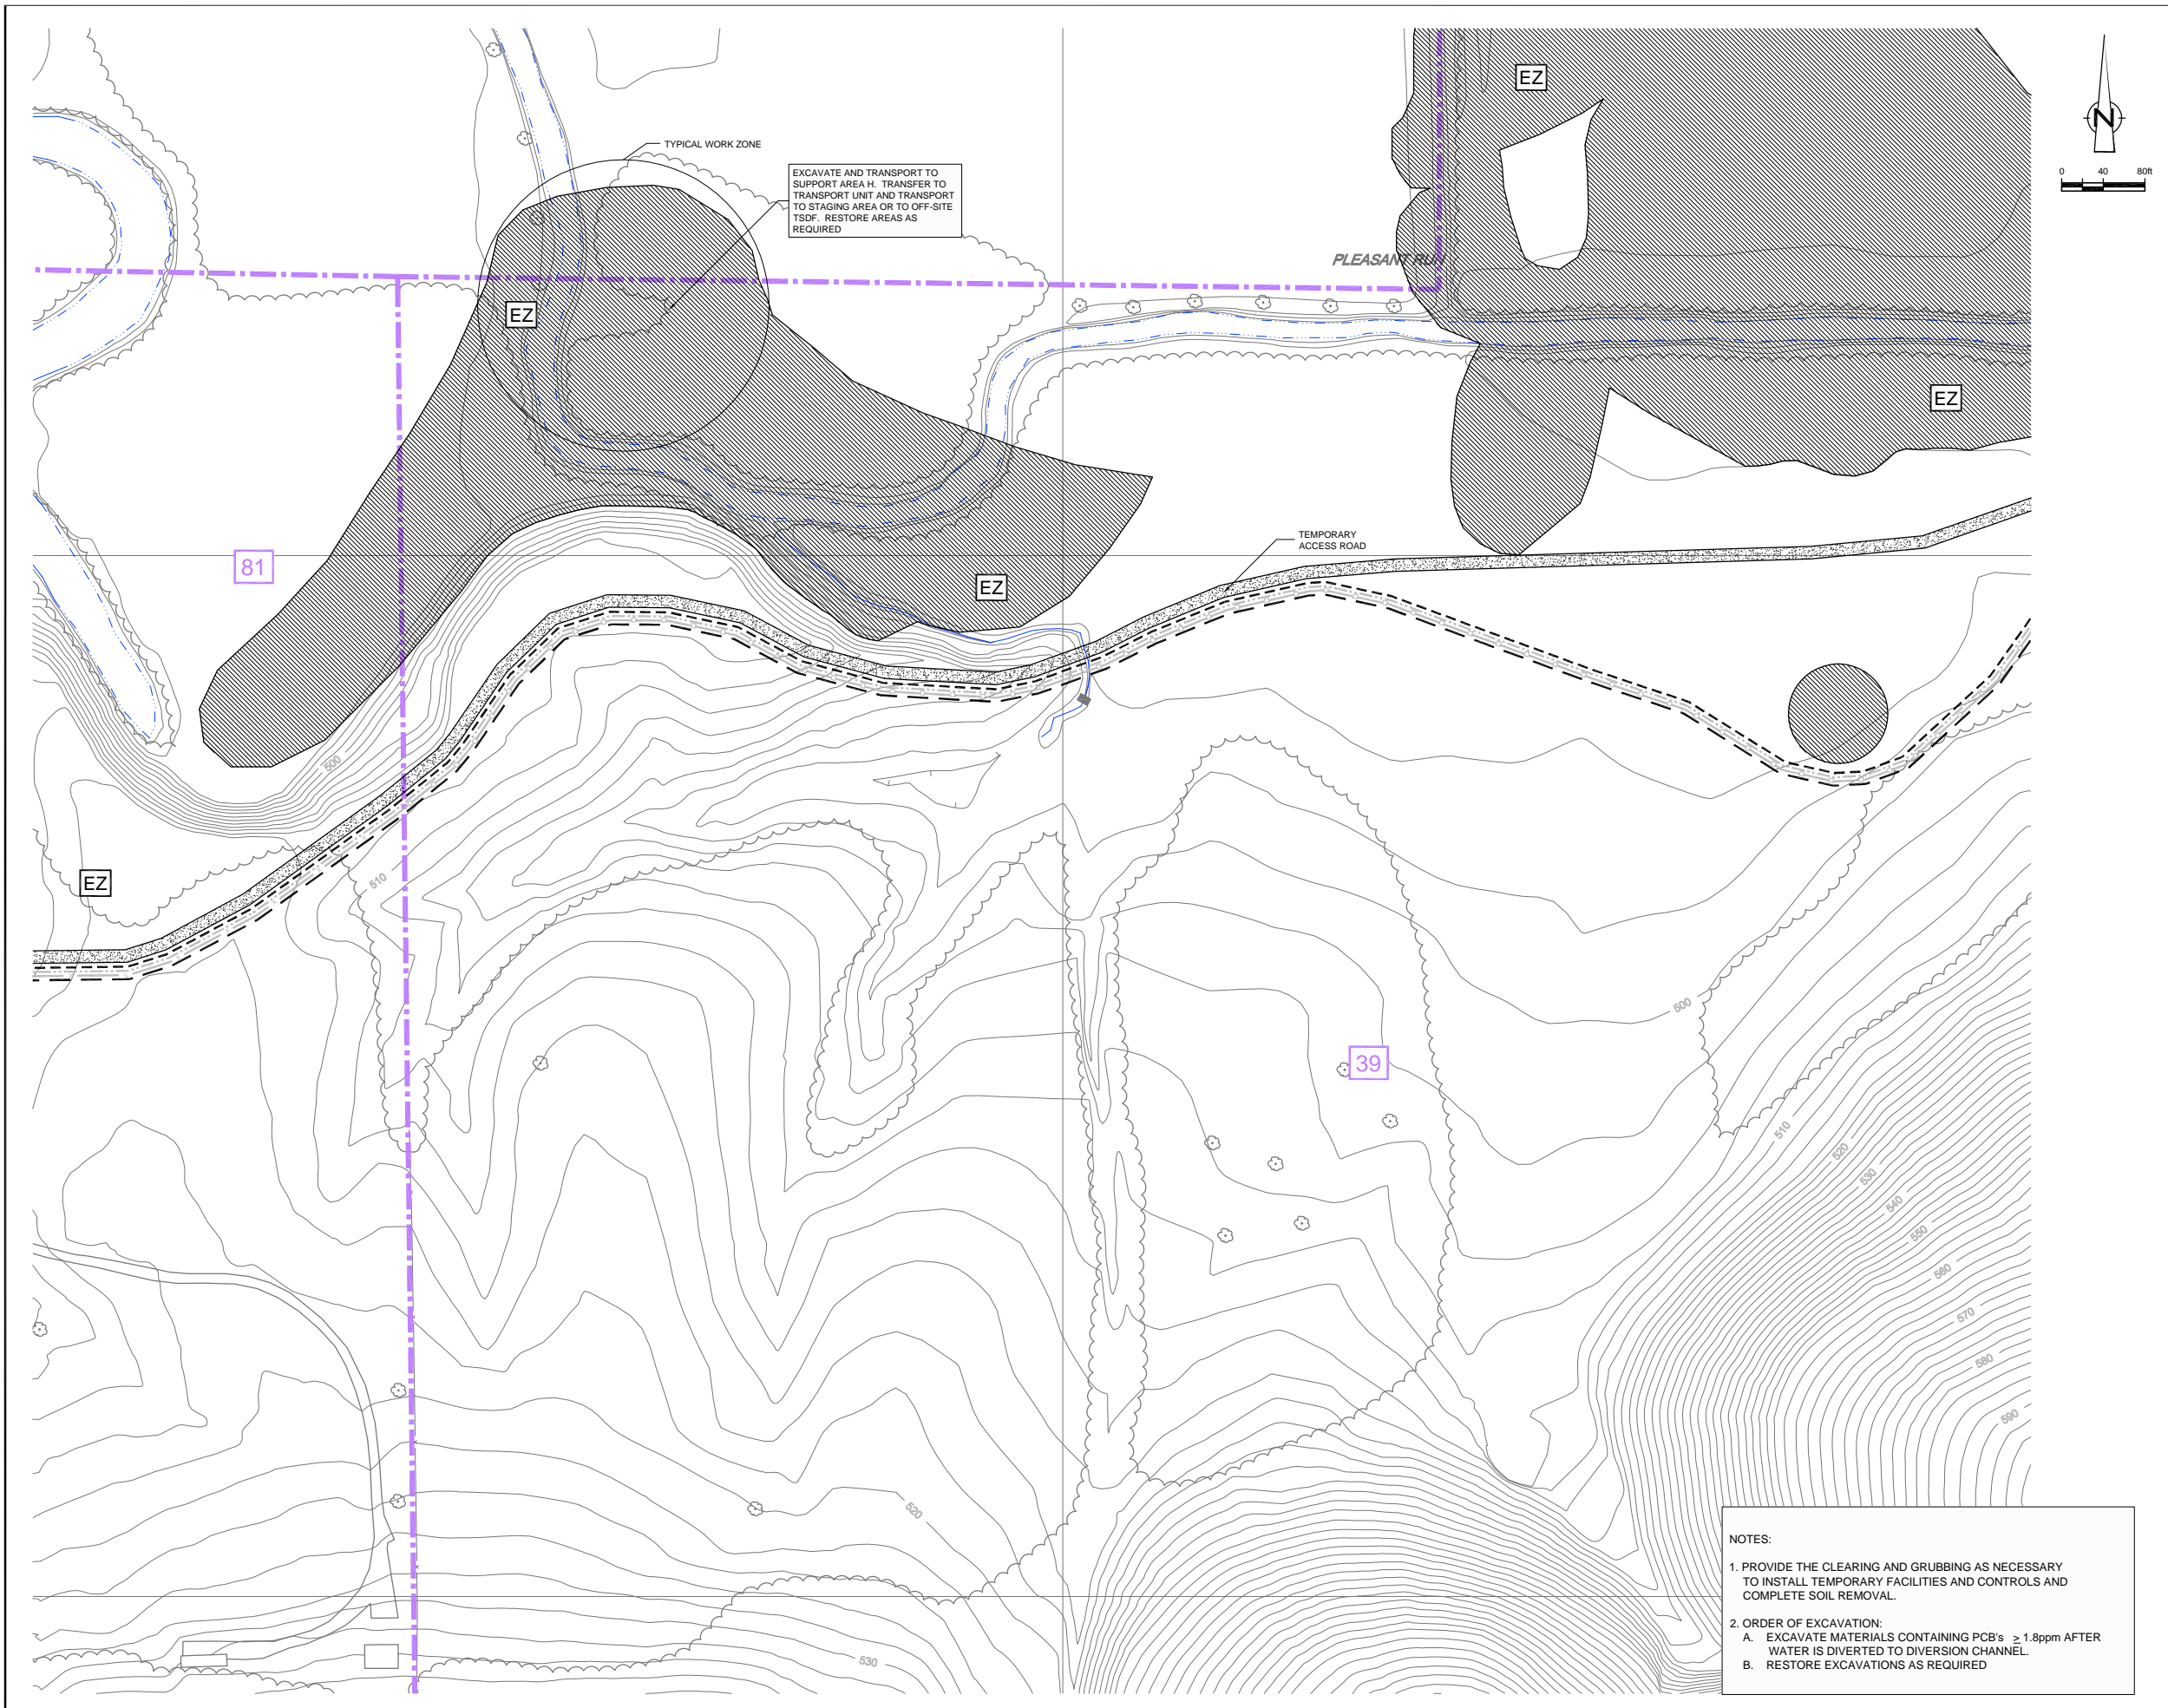 EZ
N
0 40 80ft
TYPICAL WORK ZONE
EXCAVATE AND TRANSPORT TO
SUPPORT AREA H. TRANSFER TO
TRANSPORT UNIT AND TRANSPORT
TO STAGING AREA OR TO OFF-SITE
TSDF. RESTORE AREAS AS
REQUIRED
PLEASANT RUN
EZ
EZ
TEMPORARY
ACCESS ROAD
81
EZ
500
510
EZ
500
39
510
520
530
540
550
560
570
580
590
520
530
NOTES:
1. PROVIDE THE CLEARING AND GRUBBING AS NECESSARY
TO INSTALL TEMPORARY FACILITIES AND CONTROLS AND
COMPLETE SOIL REMOVAL.
2. ORDER OF EXCAVATION:
A. EXCAVATE MATERIALS CONTAINING PCB's ≥ 1.8ppm AFTER
WATER IS DIVERTED TO DIVERSION CHANNEL.
B. RESTORE EXCAVATIONS AS REQUIRED